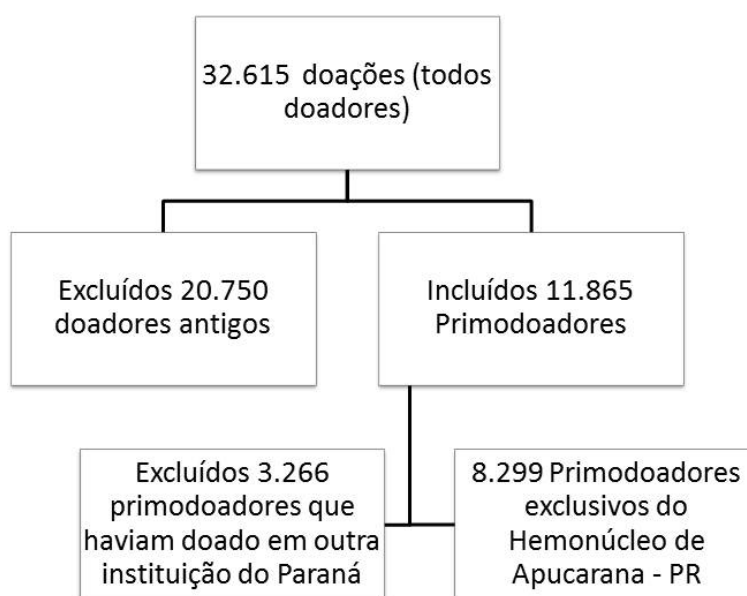 32.615 doações (todos
doadores)
Excluídos 20.750
doadores antigos
Incluídos 11.865
Primodoadores
Excluídos 3.266
primodoadores que
haviam doado em outra
instituição do Paraná
8.299 Primodoadores
exclusivos do
Hemonúcleo de
Apucarana - PR